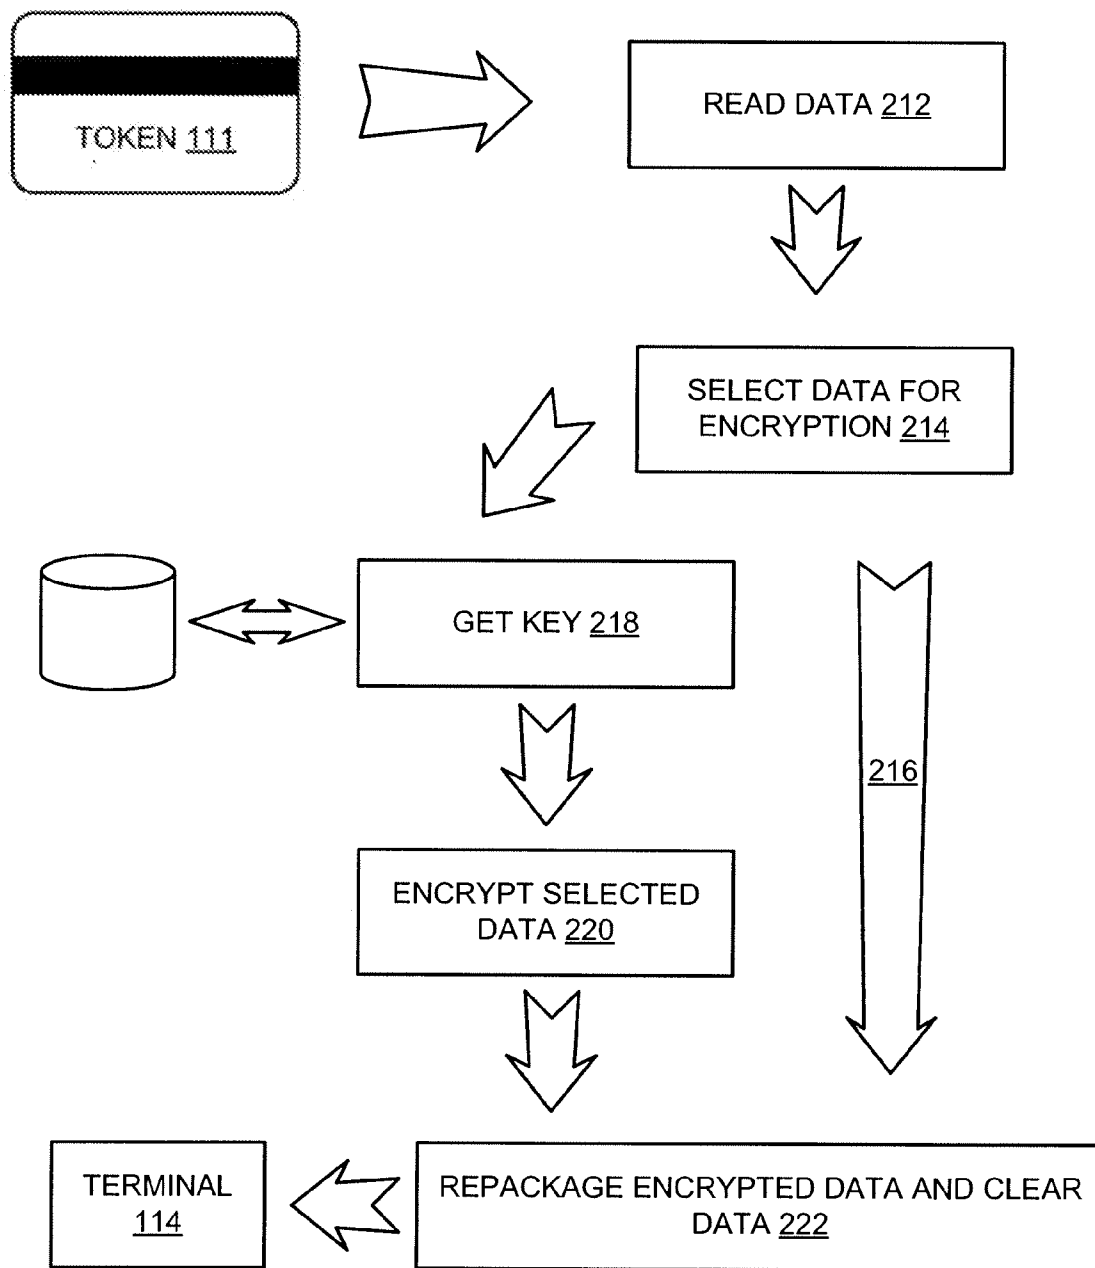 TOKEN 111
READ DATA 212
SELECT DATA FOR
ENCRYPTION 214
GET KEY 218
216
ENCRYPT SELECTED
DATA 220
TERMINAL
114
REPACKAGE ENCRYPTED DATA AND CLEAR
DATA 222